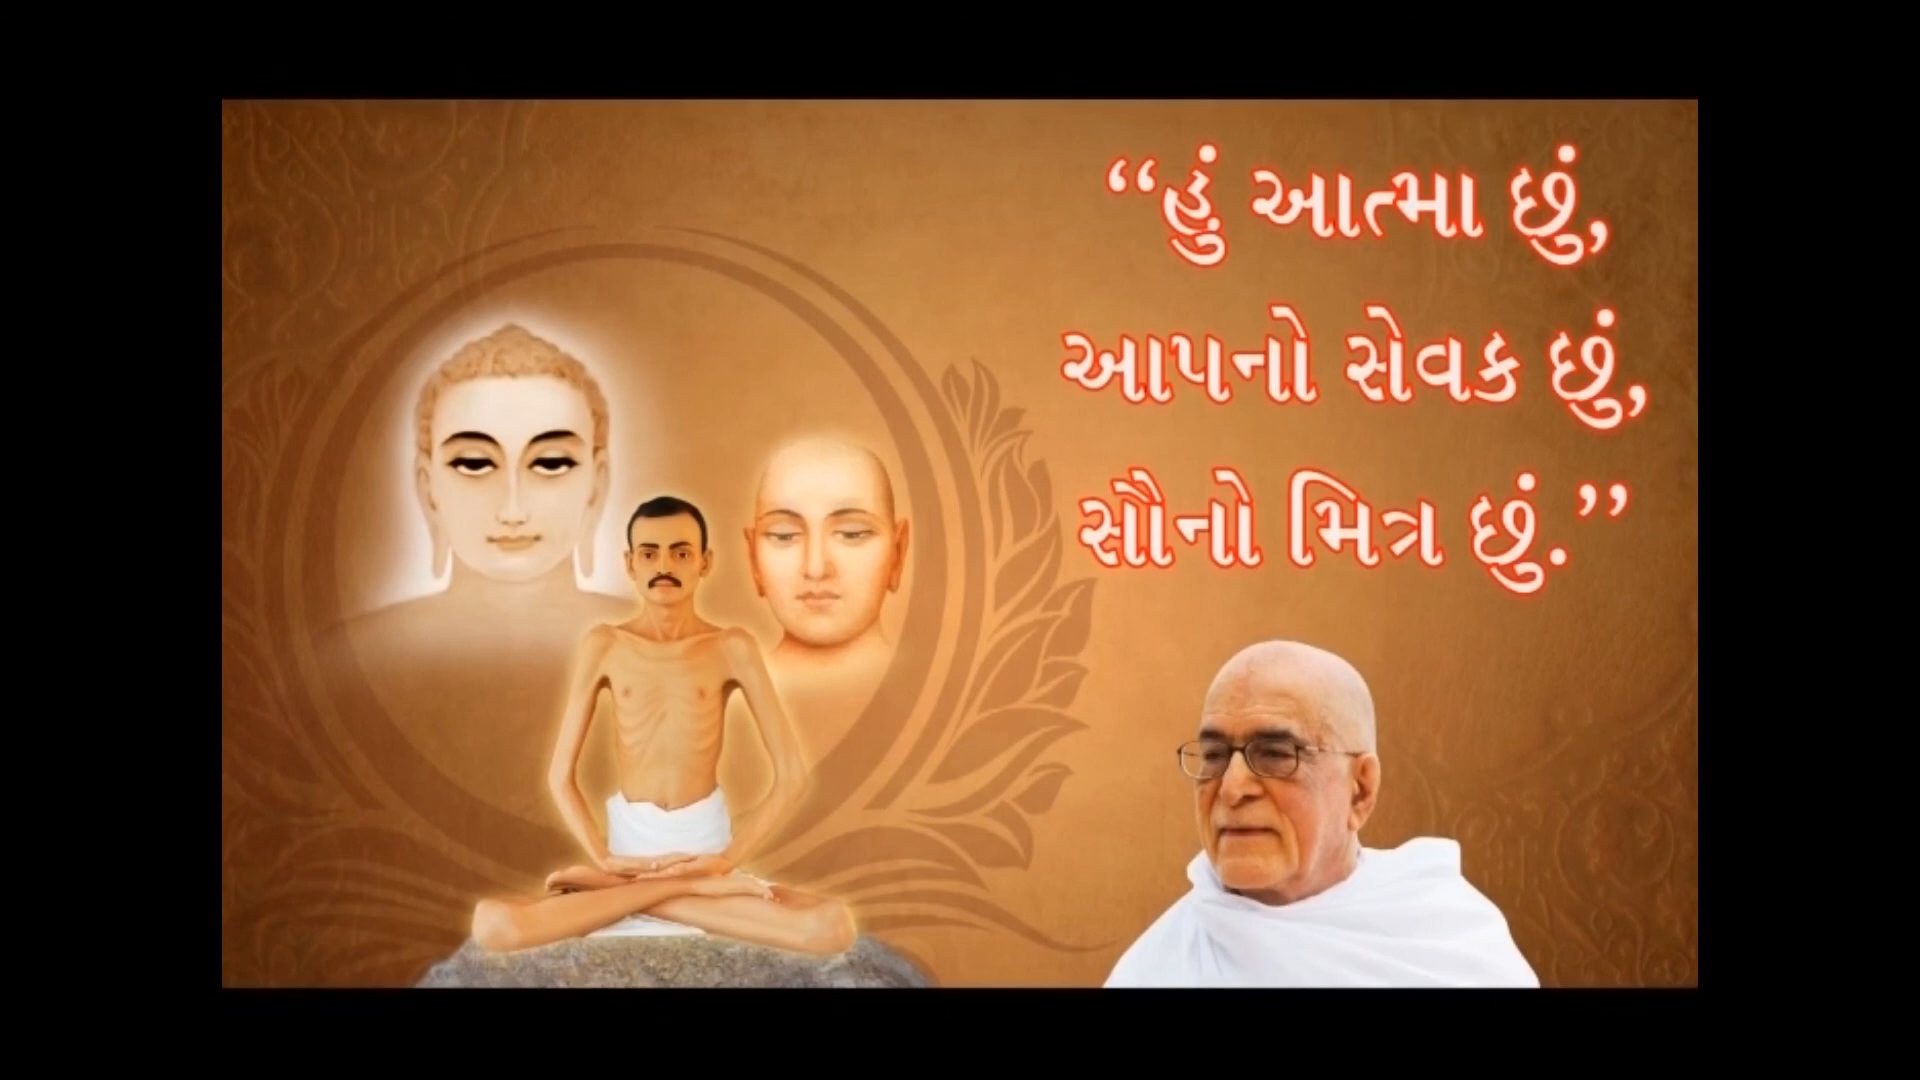 “હું આત્મા છું,
આપનો સેવક છું,
સૌનો મિત્ર છું.”